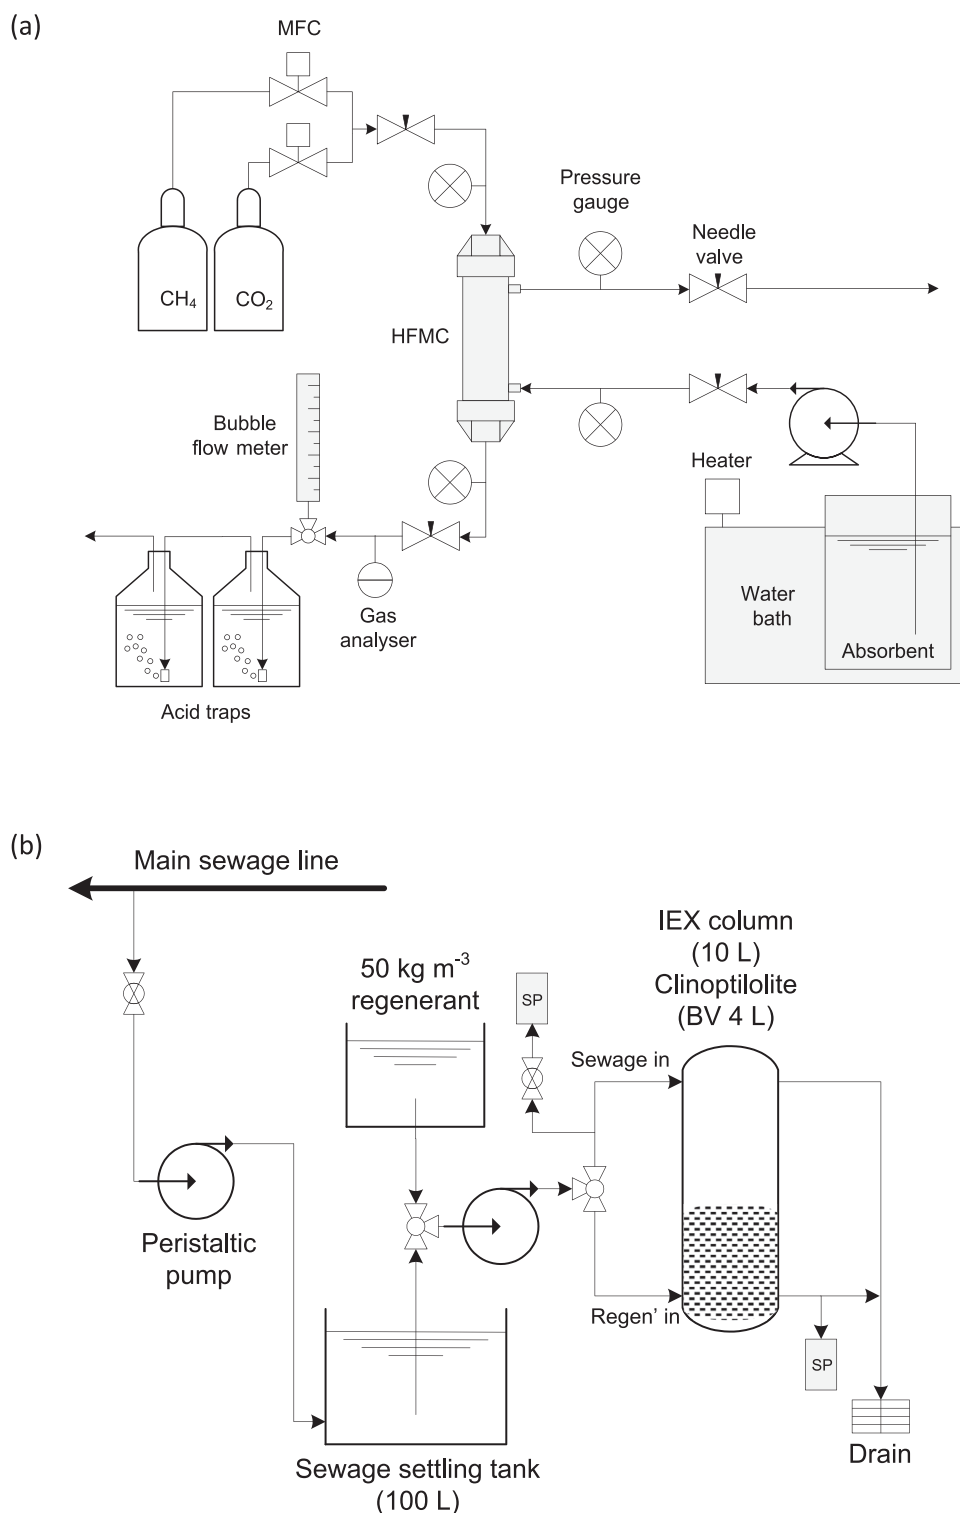 (a)
MFC
CH₄
CO₂
Pressure
gauge
Needle
valve
HFMC
Bubble
flow meter
Heater
Gas
analyser
Water
bath
Absorbent
Acid traps
(b)
Main sewage line
IEX column
(10 L)
Clinoptilolite
(BV 4 L)
50 kg m⁻³
regenerant
SP
Sewage in
Peristaltic
pump
Regen' in
SP
Sewage settling tank
(100 L)
Drain